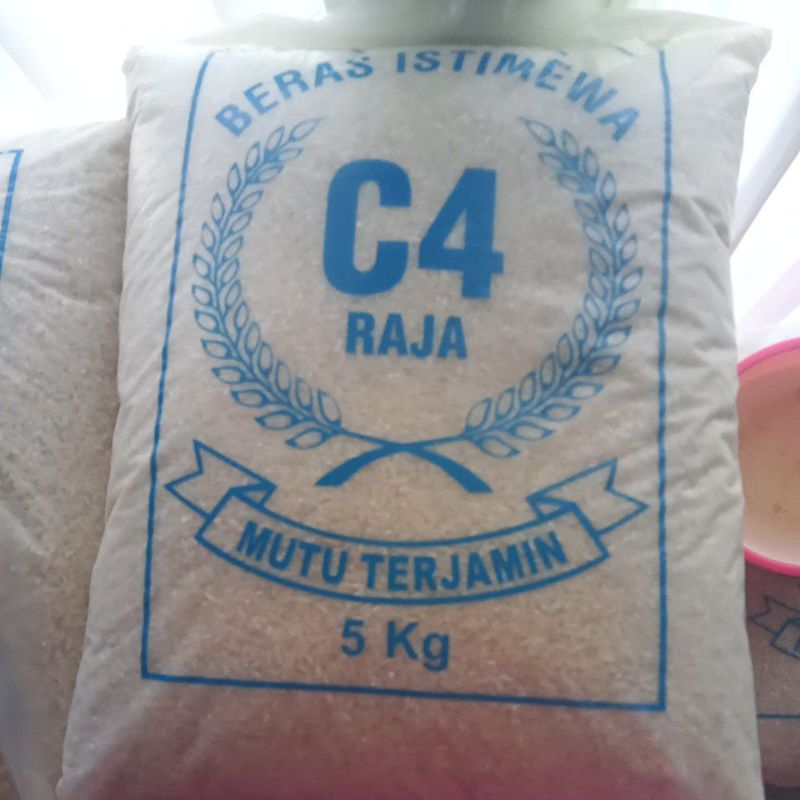 BERAS ISTIMEWA
C4
RAJA
MUTU TERJAMIN
5 Kg